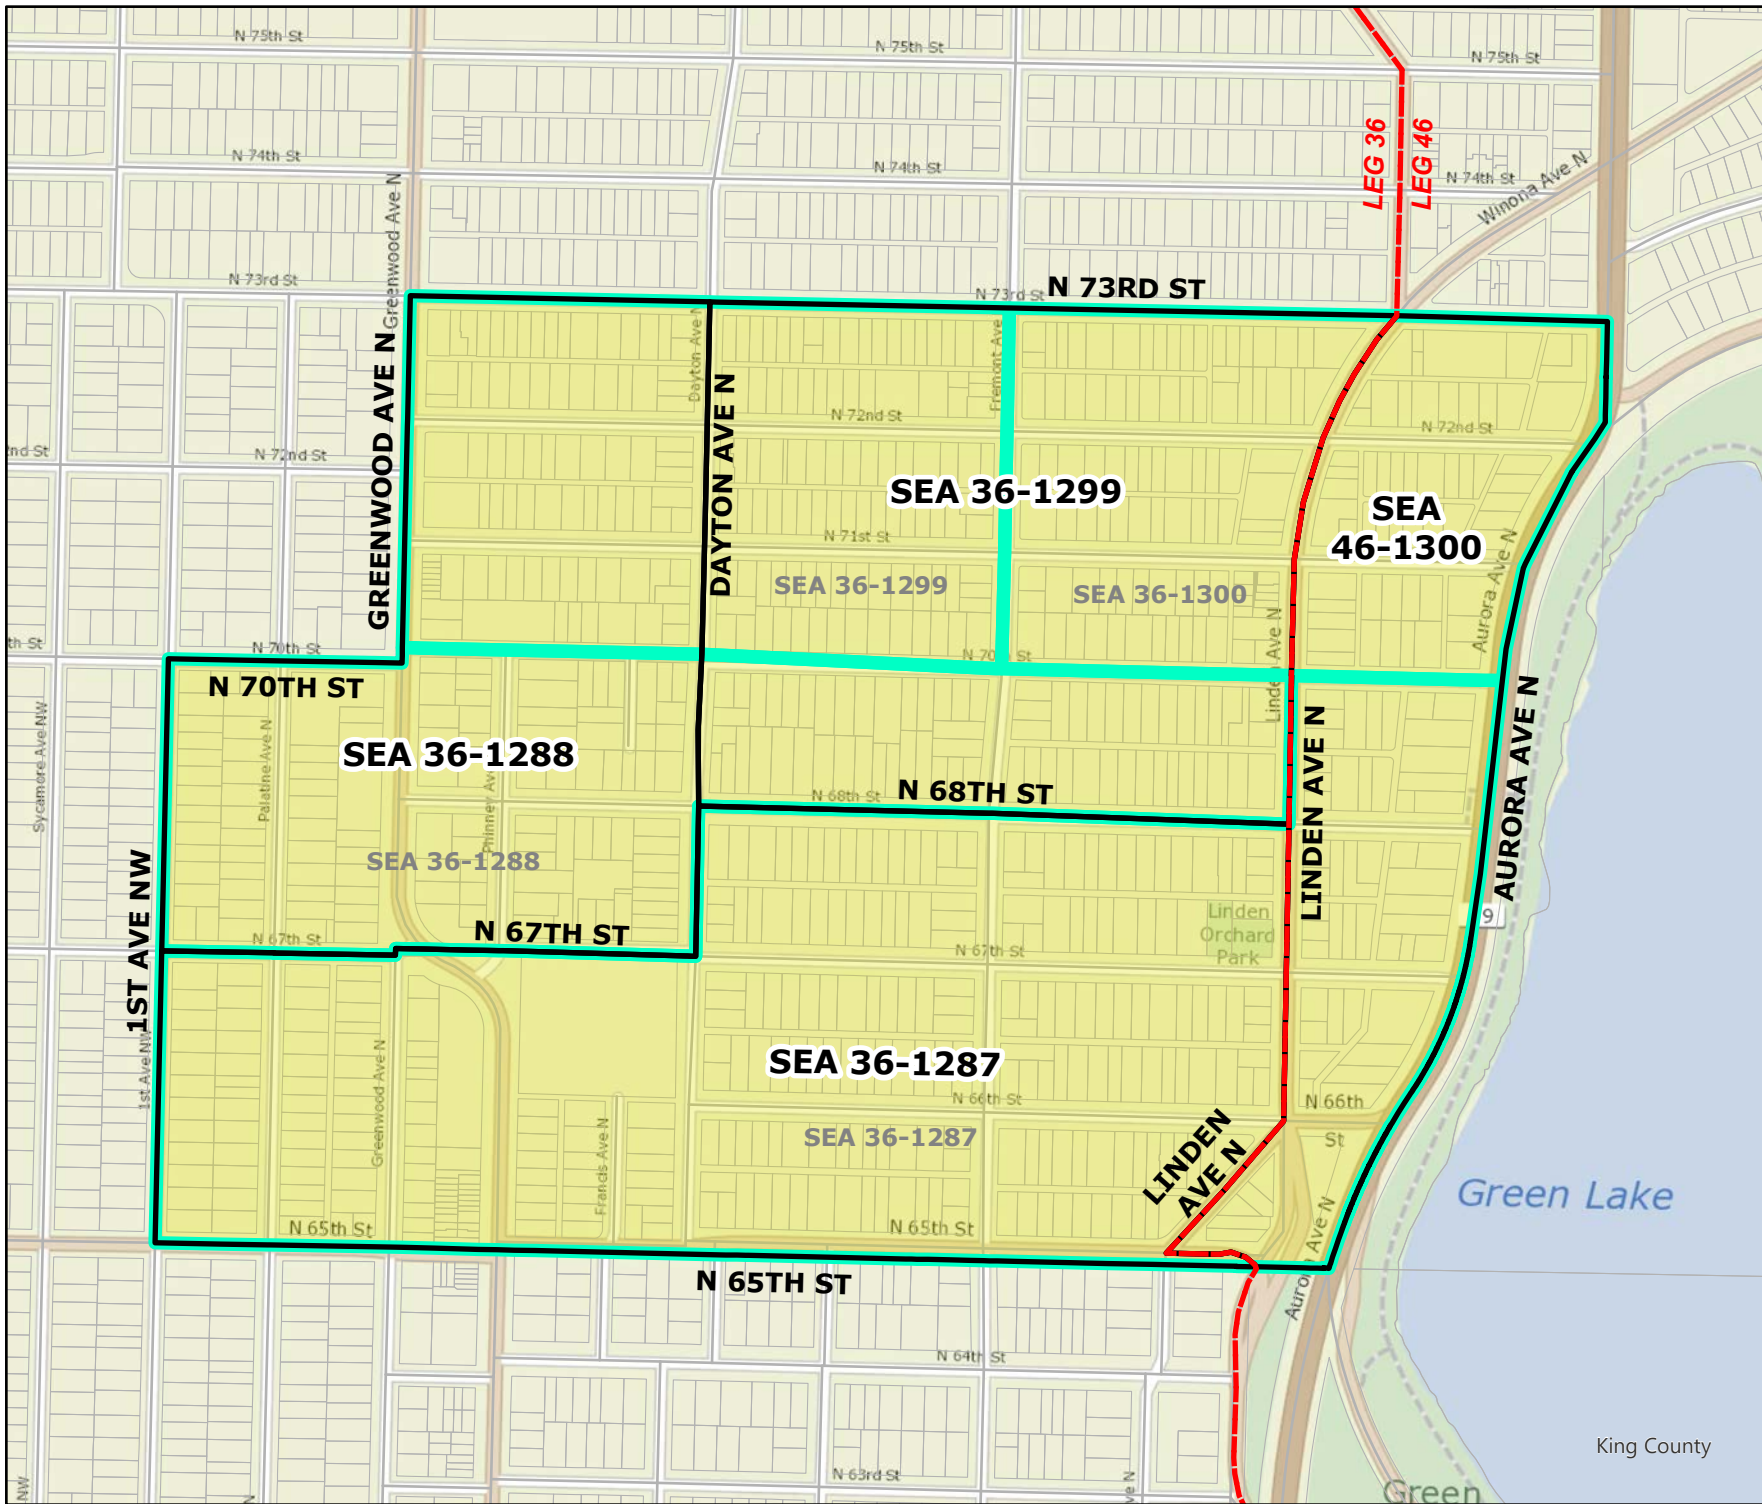 N 75th St
N 75th St
N 75th St
N 74th St
N 74th St
N 74th St
LEG 36
LEG 46
Winona Ave N
Greenwood Ave N
N 73rd St
N 73rd St
N 73RD ST
GREENWOOD AVE N
Dayton Ave N
DAYTON AVE N
Fremont Ave
N 72nd St
N 72nd St
N 72nd St
nd St
SEA 36-1299
SEA
46-1300
N 71st St
SEA 36-1299
SEA 36-1300
Aurora Ave N
Linden Ave N
th St
N 70th St
N 70th St
N 70TH ST
Sycamore Ave NW
Palatine Ave N
SEA 36-1288
Phinney Ave
N 68th St
N 68TH ST
LINDEN AVE N
AURORA AVE N
SEA 36-1288
1ST AVE NW
N 67th St
N 67TH ST
N 67th St
Linden
Orchard
Park
9
1st Ave NW
Greenwood Ave N
SEA 36-1287
N 66th St
N 66th
St
SEA 36-1287
LINDEN
AVE N
Francis Ave N
Green Lake
N 65th St
N 65th St
N 65TH ST
Aurora Ave N
N 64th St
N 63rd St
NW
N
ve N
King County
Green